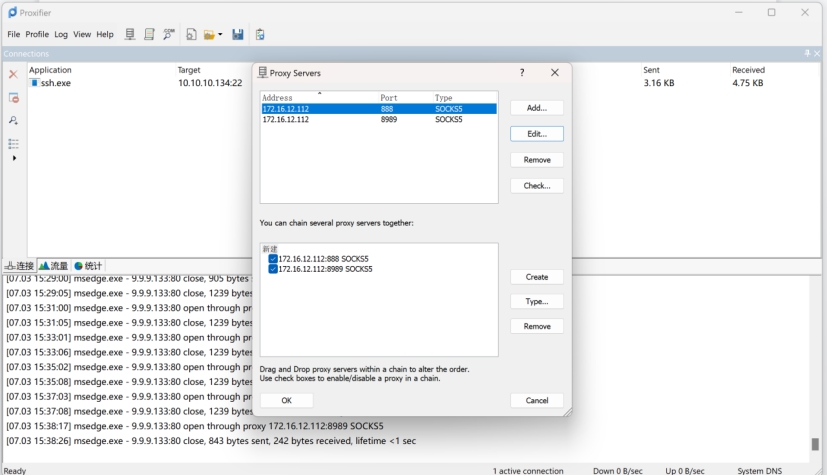 Proxifier
File Profile Log View Help
Connections
Application Target Sent Received
ssh.exe 10.10.10.134:22 3.16 KB 4.75 KB
Proxy Servers ?
Address Port Type
172.16.12.112 888 SOCKS5
172.16.12.112 8989 SOCKS5
Add...
Edit...
Remove
Check...
You can chain several proxy servers together:
新建
172.16.12.112:888 SOCKS5
172.16.12.112:8989 SOCKS5
Create
Type...
Remove
Drag and Drop proxy servers within a chain to alter the order.
Use check boxes to enable/disable a proxy in a chain.
OK Cancel
连接 流量 统计
[07.03 15:29:00] msedge.exe - 9.9.9.133:80 close, 905 bytes
[07.03 15:29:05] msedge.exe - 9.9.9.133:80 close, 1239 bytes
[07.03 15:31:00] msedge.exe - 9.9.9.133:80 open through pr
[07.03 15:31:05] msedge.exe - 9.9.9.133:80 close, 1239 bytes
[07.03 15:33:01] msedge.exe - 9.9.9.133:80 open through pr
[07.03 15:33:06] msedge.exe - 9.9.9.133:80 close, 1239 bytes
[07.03 15:35:02] msedge.exe - 9.9.9.133:80 open through pr
[07.03 15:35:08] msedge.exe - 9.9.9.133:80 close, 1239 bytes
[07.03 15:37:03] msedge.exe - 9.9.9.133:80 open through pr
[07.03 15:37:08] msedge.exe - 9.9.9.133:80 close, 1239 bytes
[07.03 15:38:17] msedge.exe - 9.9.9.133:80 open through proxy 172.16.12.112:8989 SOCKS5
[07.03 15:38:26] msedge.exe - 9.9.9.133:80 close, 843 bytes sent, 242 bytes received, lifetime <1 sec
Ready 1 active connection Down 0 B/sec Up 0 B/sec System DNS